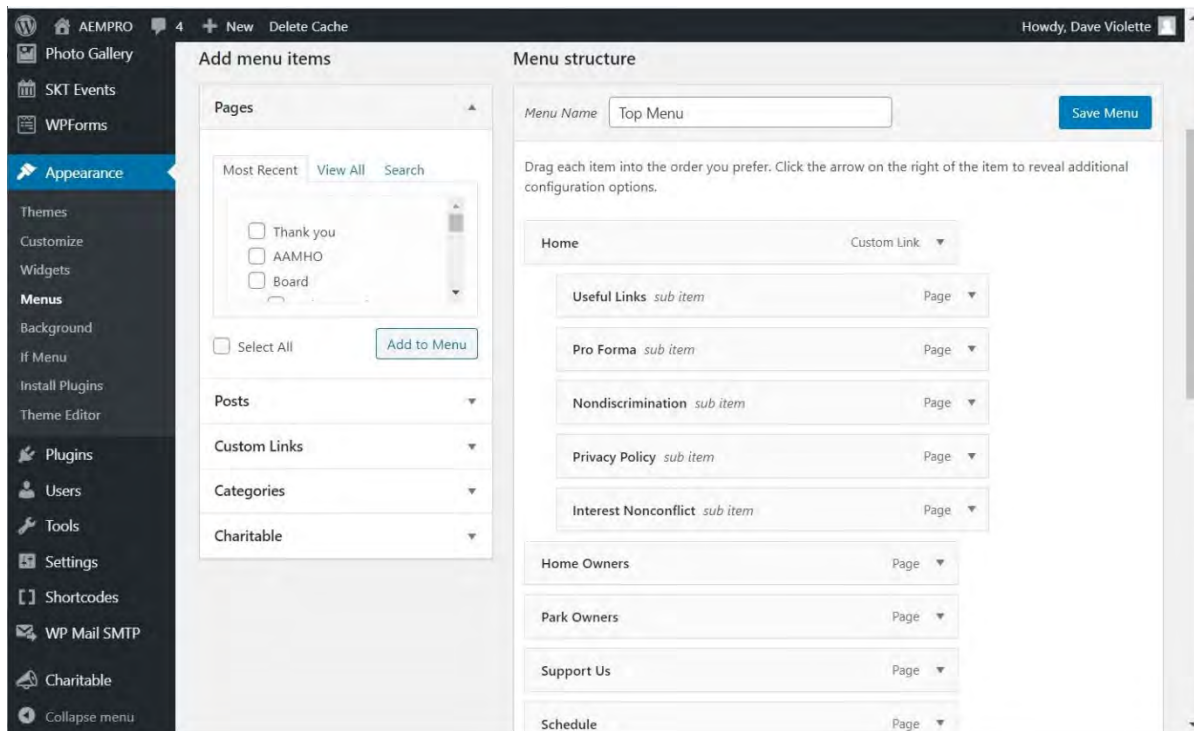 AEMPRO 4 New Delete Cache Howdy, Dave Violette
Photo Gallery
SKT Events
WPForms
Appearance
Themes
Customize
Widgets
Menus
Background
If Menu
Install Plugins
Theme Editor
Plugins
Users
Tools
Settings
Shortcodes
WP Mail SMTP
Charitable
Collapse menu
Add menu items
Pages
Most Recent View All Search
Thank you
AAMHO
Board
Select All Add to Menu
Posts
Custom Links
Categories
Charitable
Menu structure
Menu Name Top Menu Save Menu
Drag each item into the order you prefer. Click the arrow on the right of the item to reveal additional
configuration options.
Home Custom Link
Useful Links sub item Page
Pro Forma sub item Page
Nondiscrimination sub item Page
Privacy Policy sub item Page
Interest Nonconflict sub item Page
Home Owners Page
Park Owners Page
Support Us Page
Schedule Page